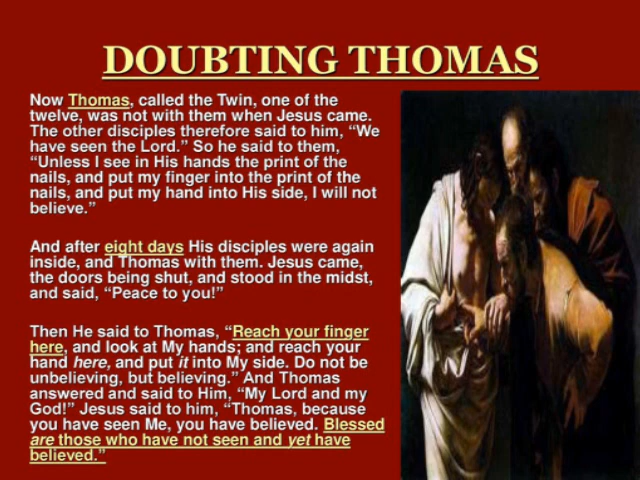 DOUBTING THOMAS
Now Thomas, called the Twin, one of the
twelve, was not with them when Jesus came.
The other disciples therefore said to him, “We
have seen the Lord.” So he said to them,
“Unless I see in His hands the print of the
nails, and put my finger into the print of the
nails, and put my hand into His side, I will not
believe.”
And after eight days His disciples were again
inside, and Thomas with them. Jesus came,
the doors being shut, and stood in the midst,
and said, “Peace to you!”
Then He said to Thomas, “Reach your finger
here, and look at My hands; and reach your
hand here, and put it into My side. Do not be
unbelieving, but believing.” And Thomas
answered and said to Him, “My Lord and my
God!” Jesus said to him, “Thomas, because
you have seen Me, you have believed. Blessed
are those who have not seen and yet have
believed.”